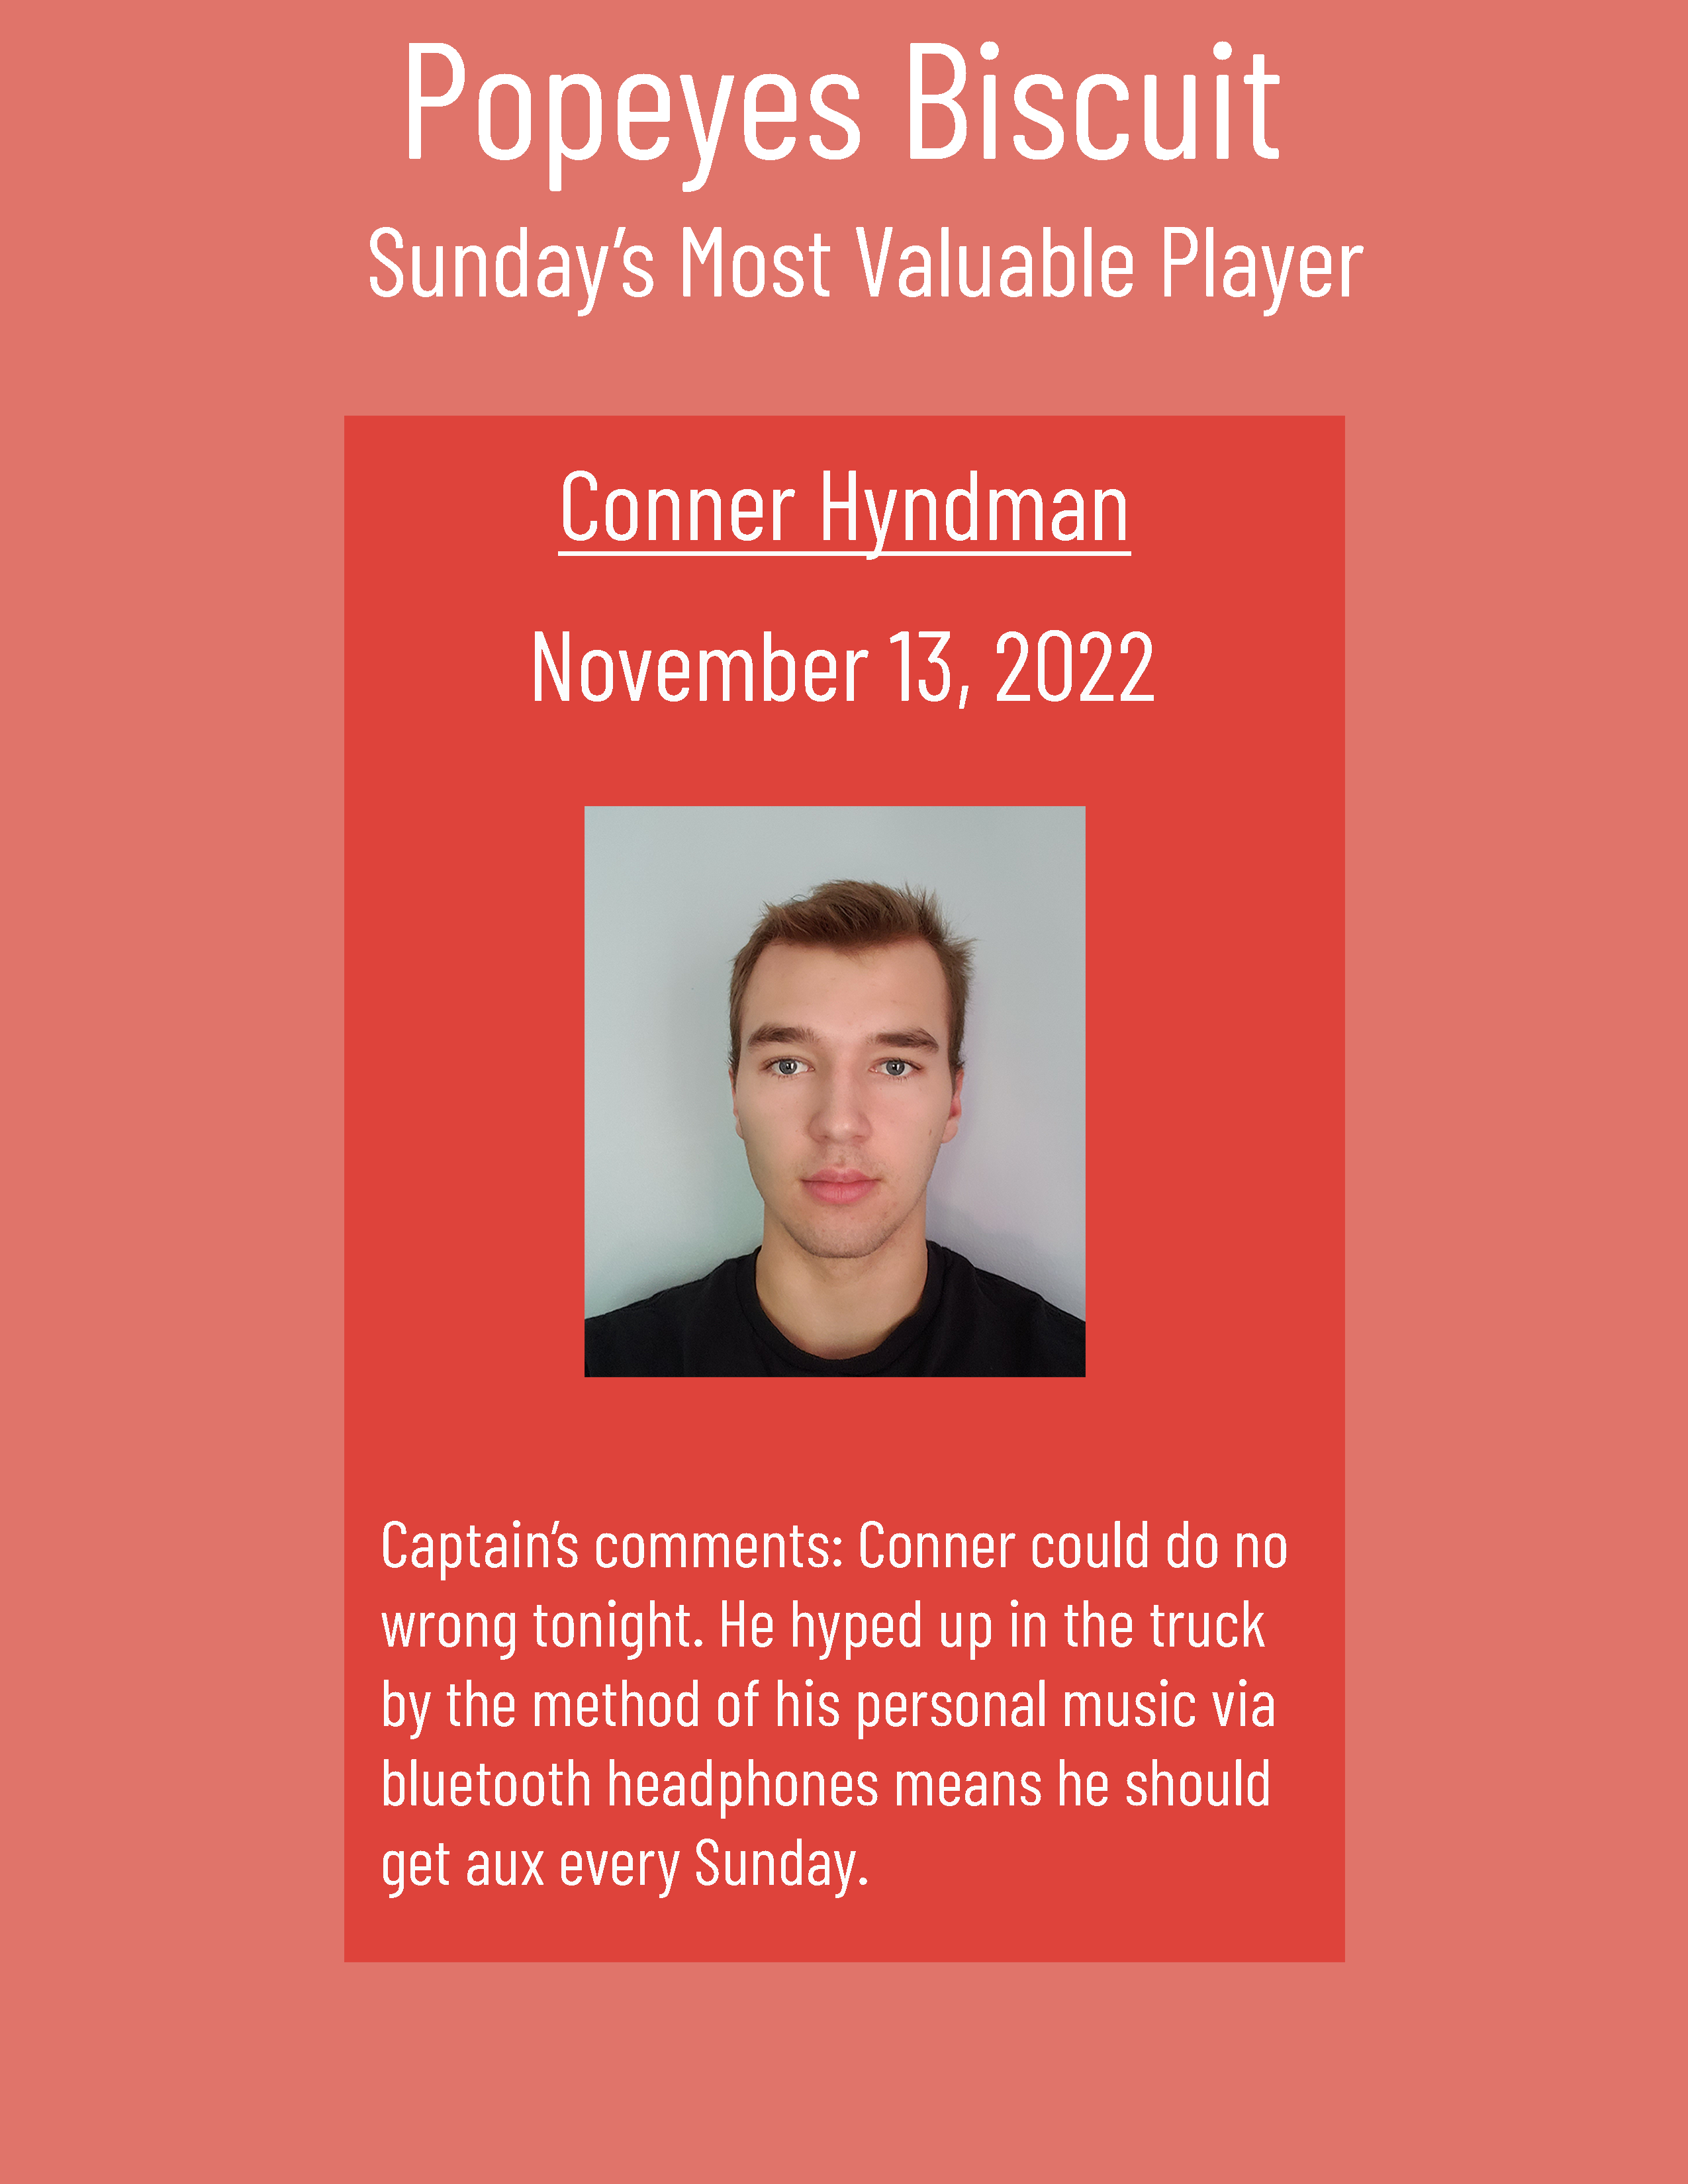 Popeyes Biscuit
Sunday’s Most Valuable Player
Conner Hyndman
November 13, 2022
Captain’s comments: Conner could do no
wrong tonight. He hyped up in the truck
by the method of his personal music via
bluetooth headphones means he should
get aux every Sunday.